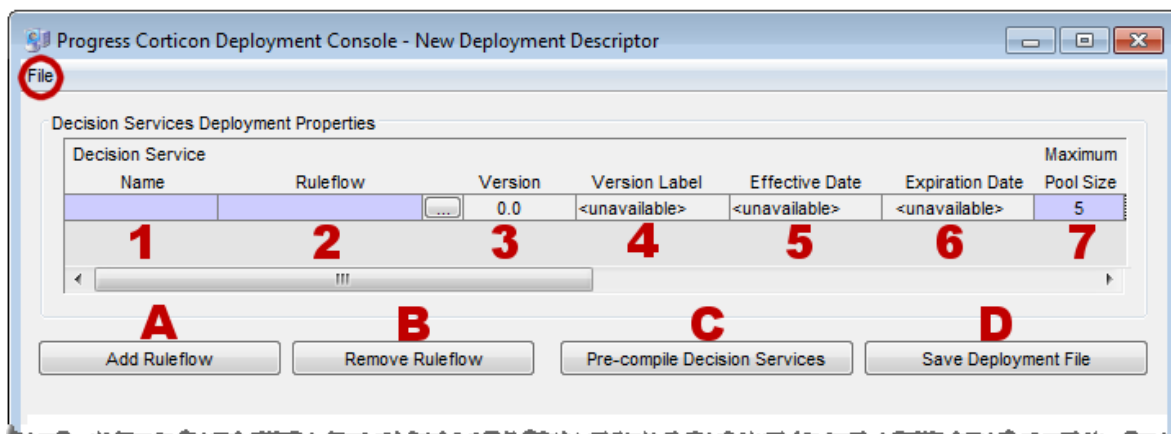 Progress Corticon Deployment Console - New Deployment Descriptor
File
Decision Services Deployment Properties
Decision Service Maximum
Name Ruleflow Version Version Label Effective Date Expiration Date Pool Size
... 0.0 <unavailable> <unavailable> <unavailable> 5
1 2 3 4 5 6 7
A B C D
Add Ruleflow Remove Ruleflow Pre-compile Decision Services Save Deployment File